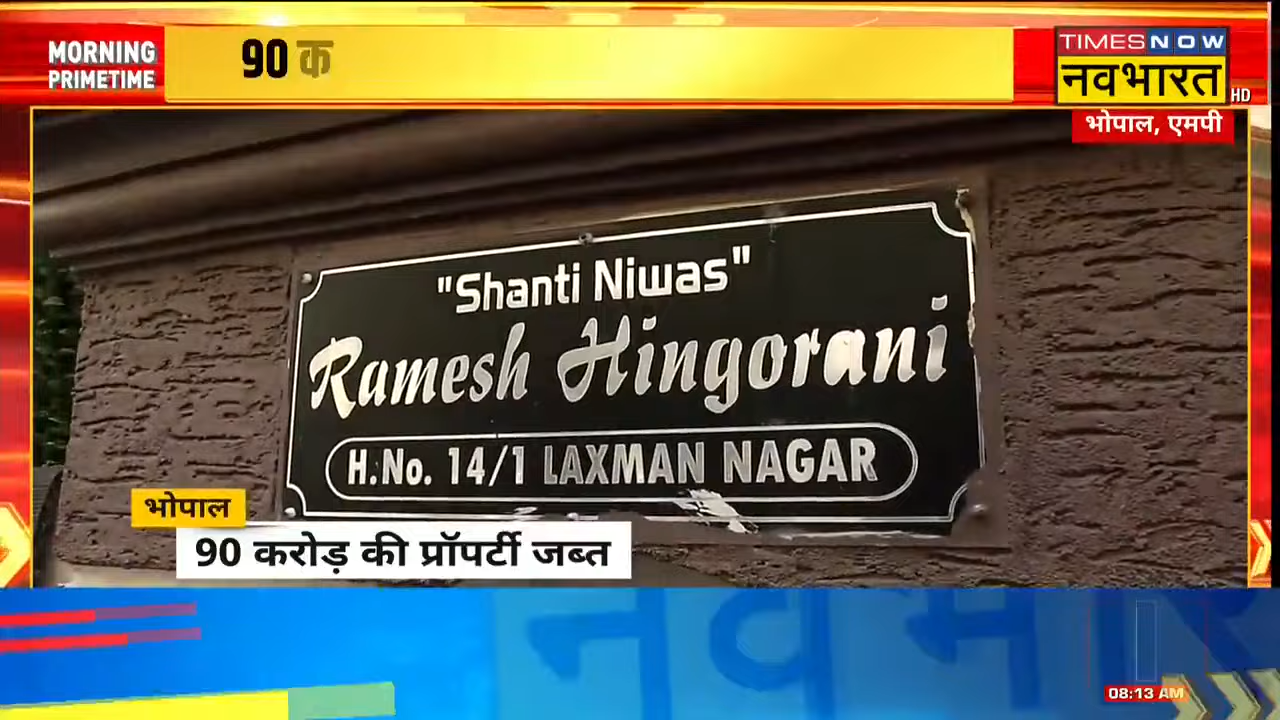 MORNING
PRIMETIME
90 क
TIMES NOW
नवभारत
HD
भोपाल, एमपी
"Shanti Niwas"
Ramesh Hingorani
H.No. 14/1 LAXMAN NAGAR
भोपाल
90 करोड़ की प्रॉपर्टी जब्त
नवभार
08:13 AM